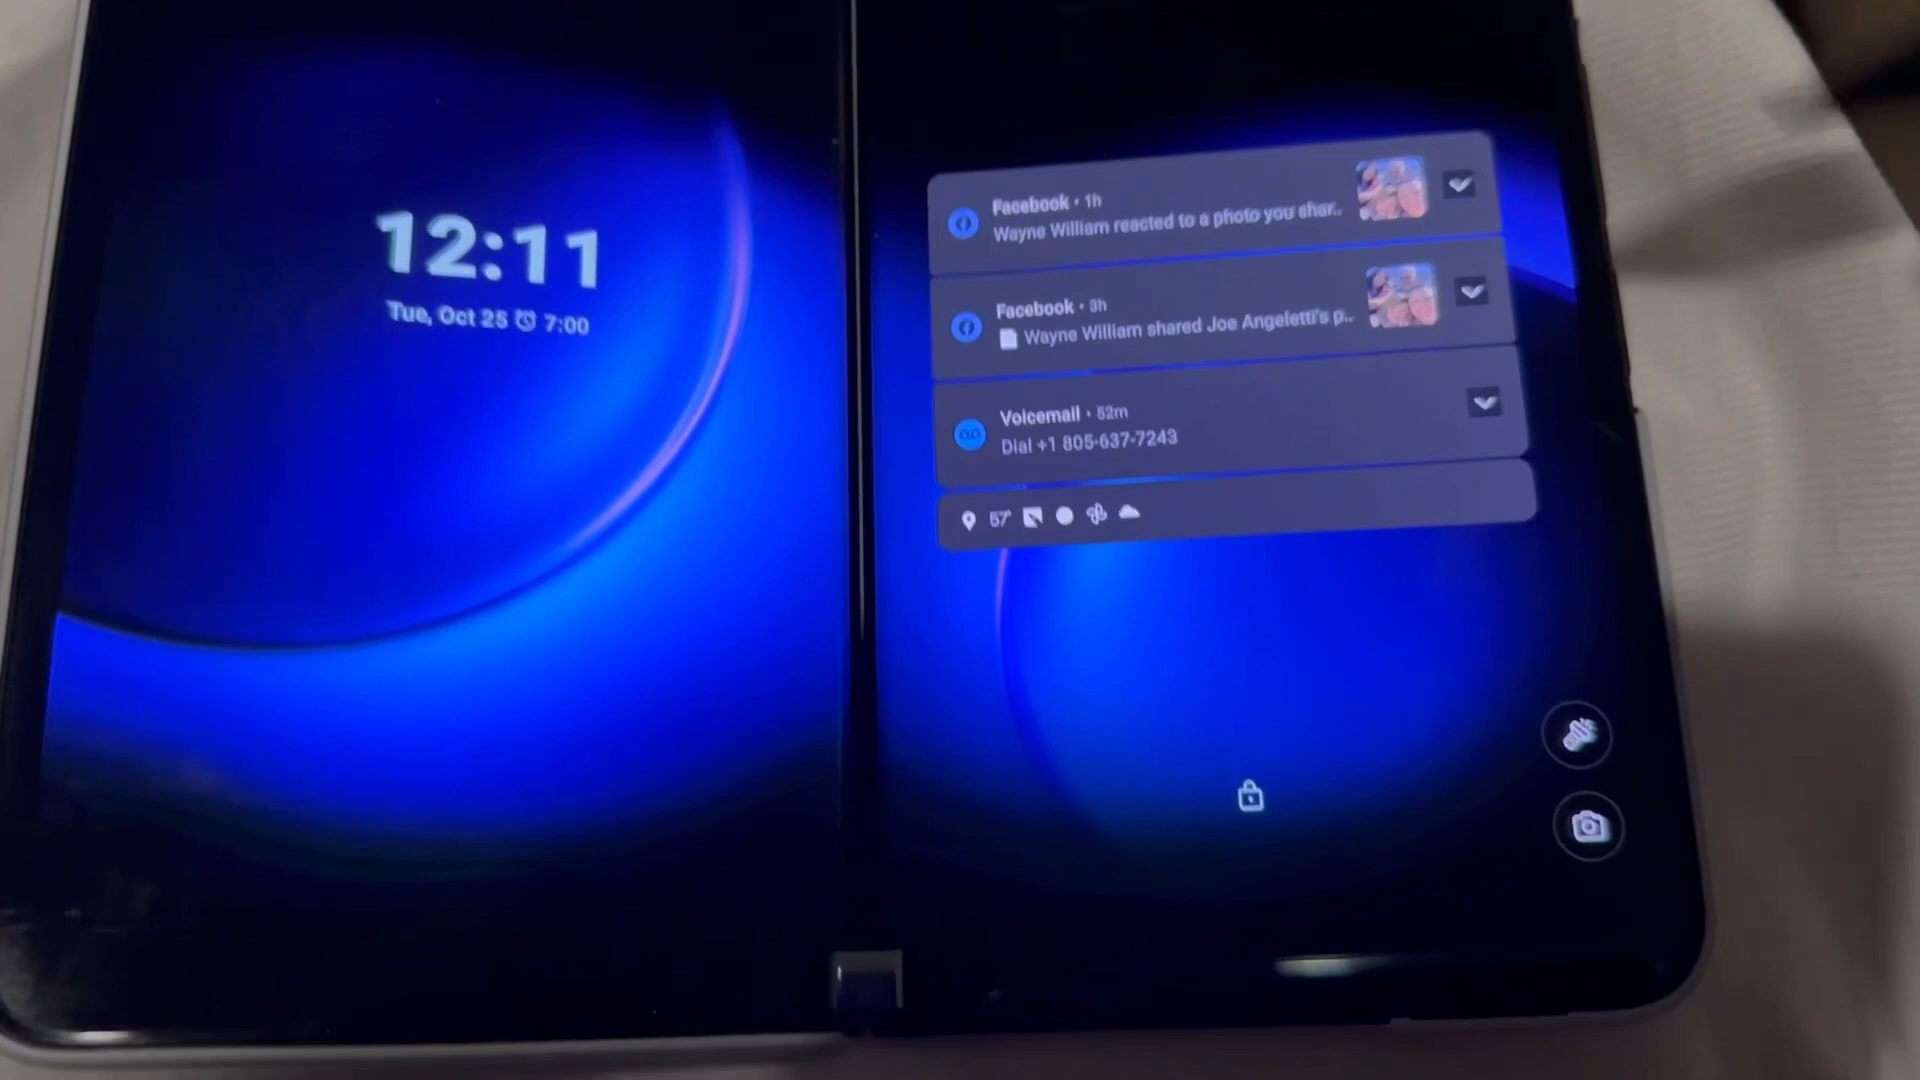 12:11
Tue, Oct 25 7:00
Facebook • 1h
Wayne William reacted to a photo you shar..
Facebook • 3h
Wayne William shared Joe Angeletti's p..
Voicemail • 52m
Dial +1 805-637-7243
57°